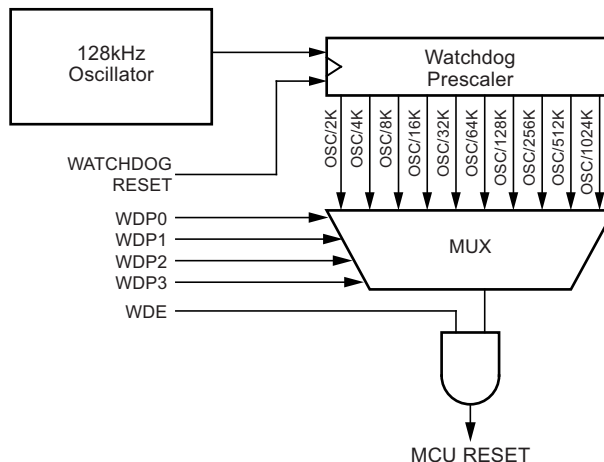 128kHz
Oscillator
Watchdog
Prescaler
OSC/2K
OSC/4K
OSC/8K
OSC/16K
OSC/32K
OSC/64K
OSC/128K
OSC/256K
OSC/512K
OSC/1024K
WATCHDOG
RESET
WDP0
WDP1
WDP2
WDP3
MUX
WDE
MCU RESET